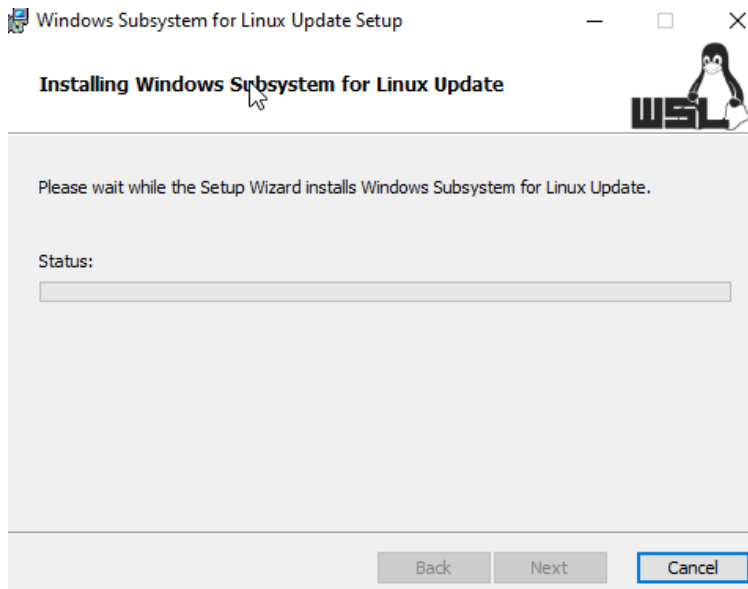 Windows Subsystem for Linux Update Setup
Installing Windows Subsystem for Linux Update
WSL
Please wait while the Setup Wizard installs Windows Subsystem for Linux Update.
Status:
Back Next Cancel